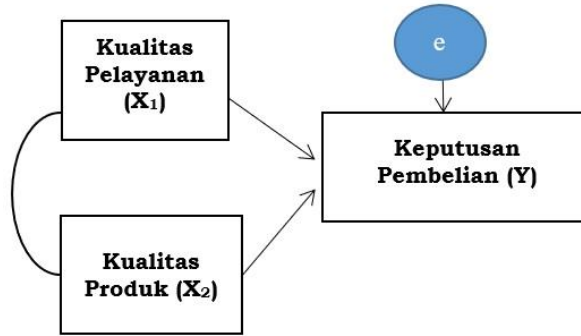 Kualitas
Pelayanan
(X₁)
e
Keputusan
Pembelian (Y)
Kualitas
Produk (X₂)